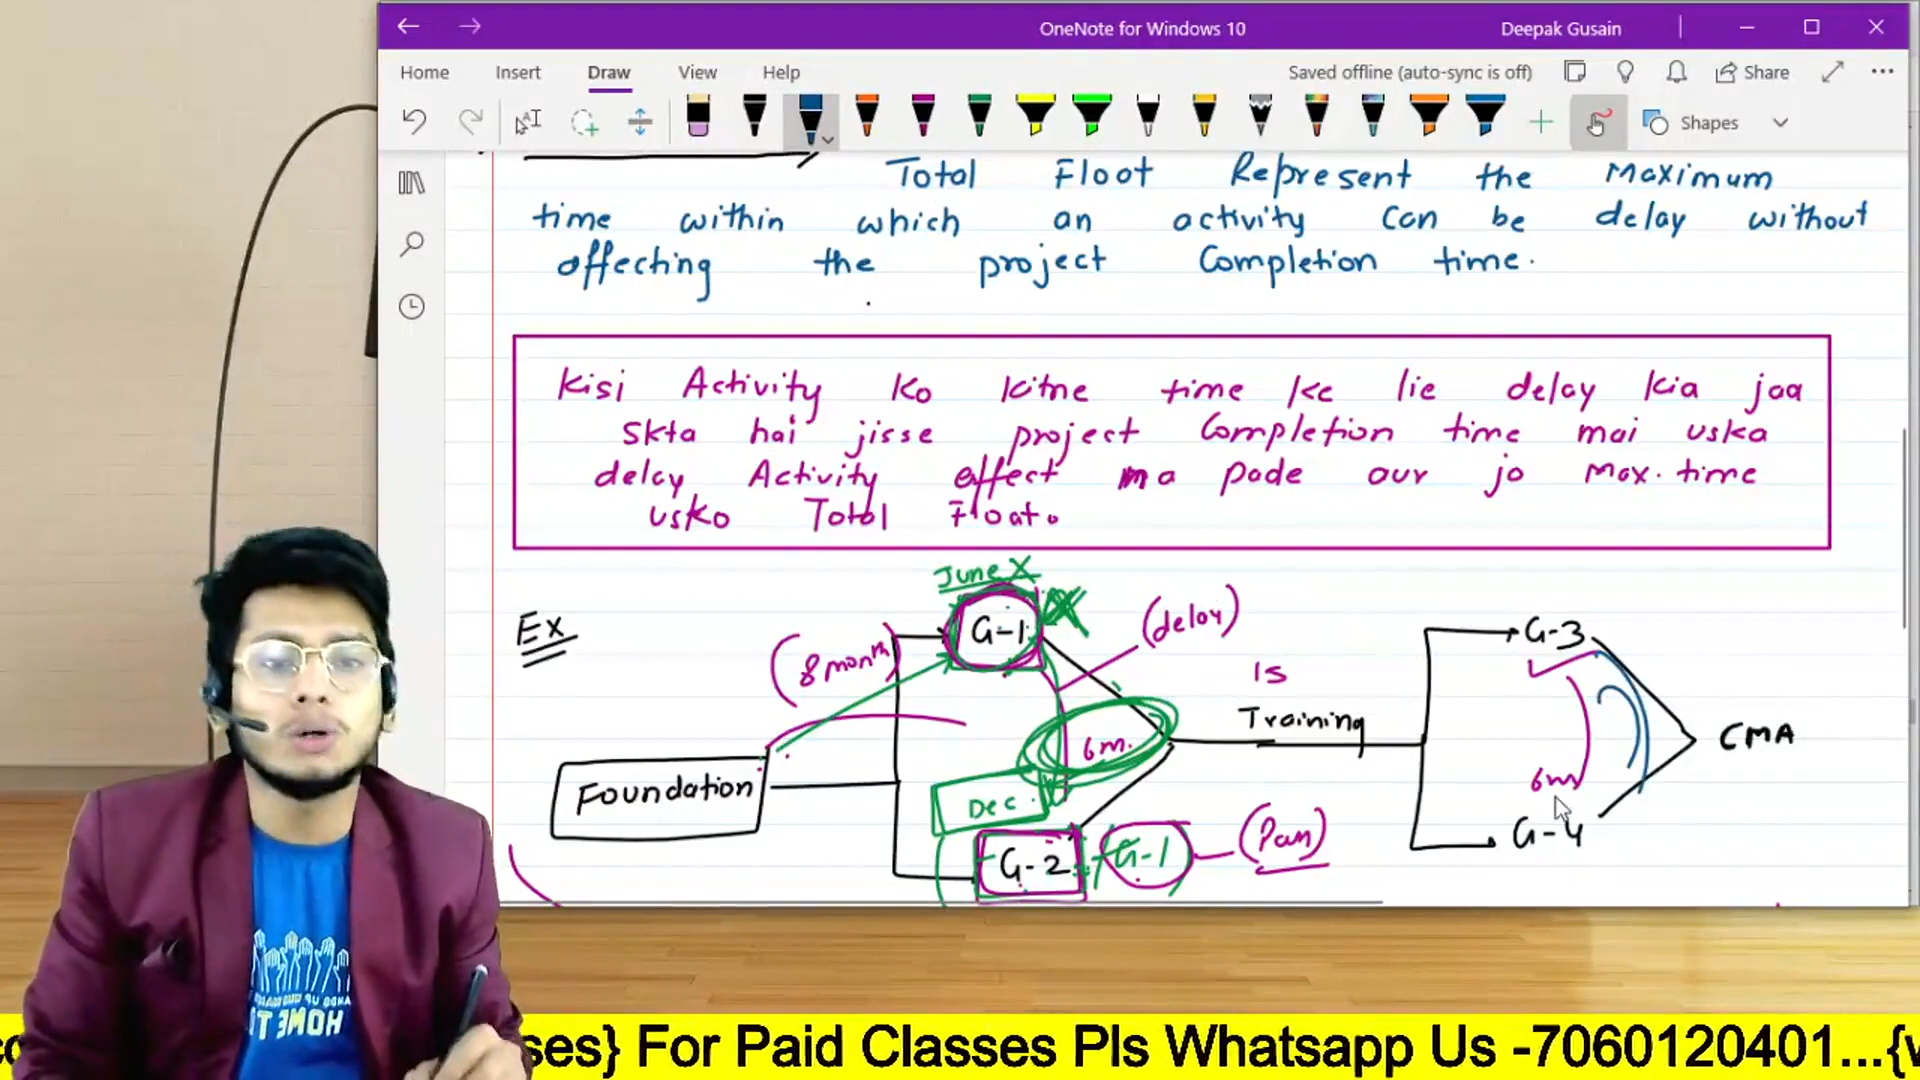 OneNote for Windows 10
Deepak Gusain
Home Insert Draw View Help
Saved offline (auto-sync is off)
Share
Shapes
Total Float Represent the Maximum
time within which an activity Can be delay without
affecting the project Completion time.
Kisi Activity Ko Kitne time ke lie delay kia jaa
Skta hai jisse project Completion time mai uska
delay Activity effect na pade aur jo Max. time
usko Total Float.
June X
Ex
(8 month)
G-1
(delay)
G-3
Is
Training
6m.
CMA
Foundation
Dec.
6m
G-4
G-2 + G-1
HOME T
ses} For Paid Classes Pls Whatsapp Us -7060120401...{w